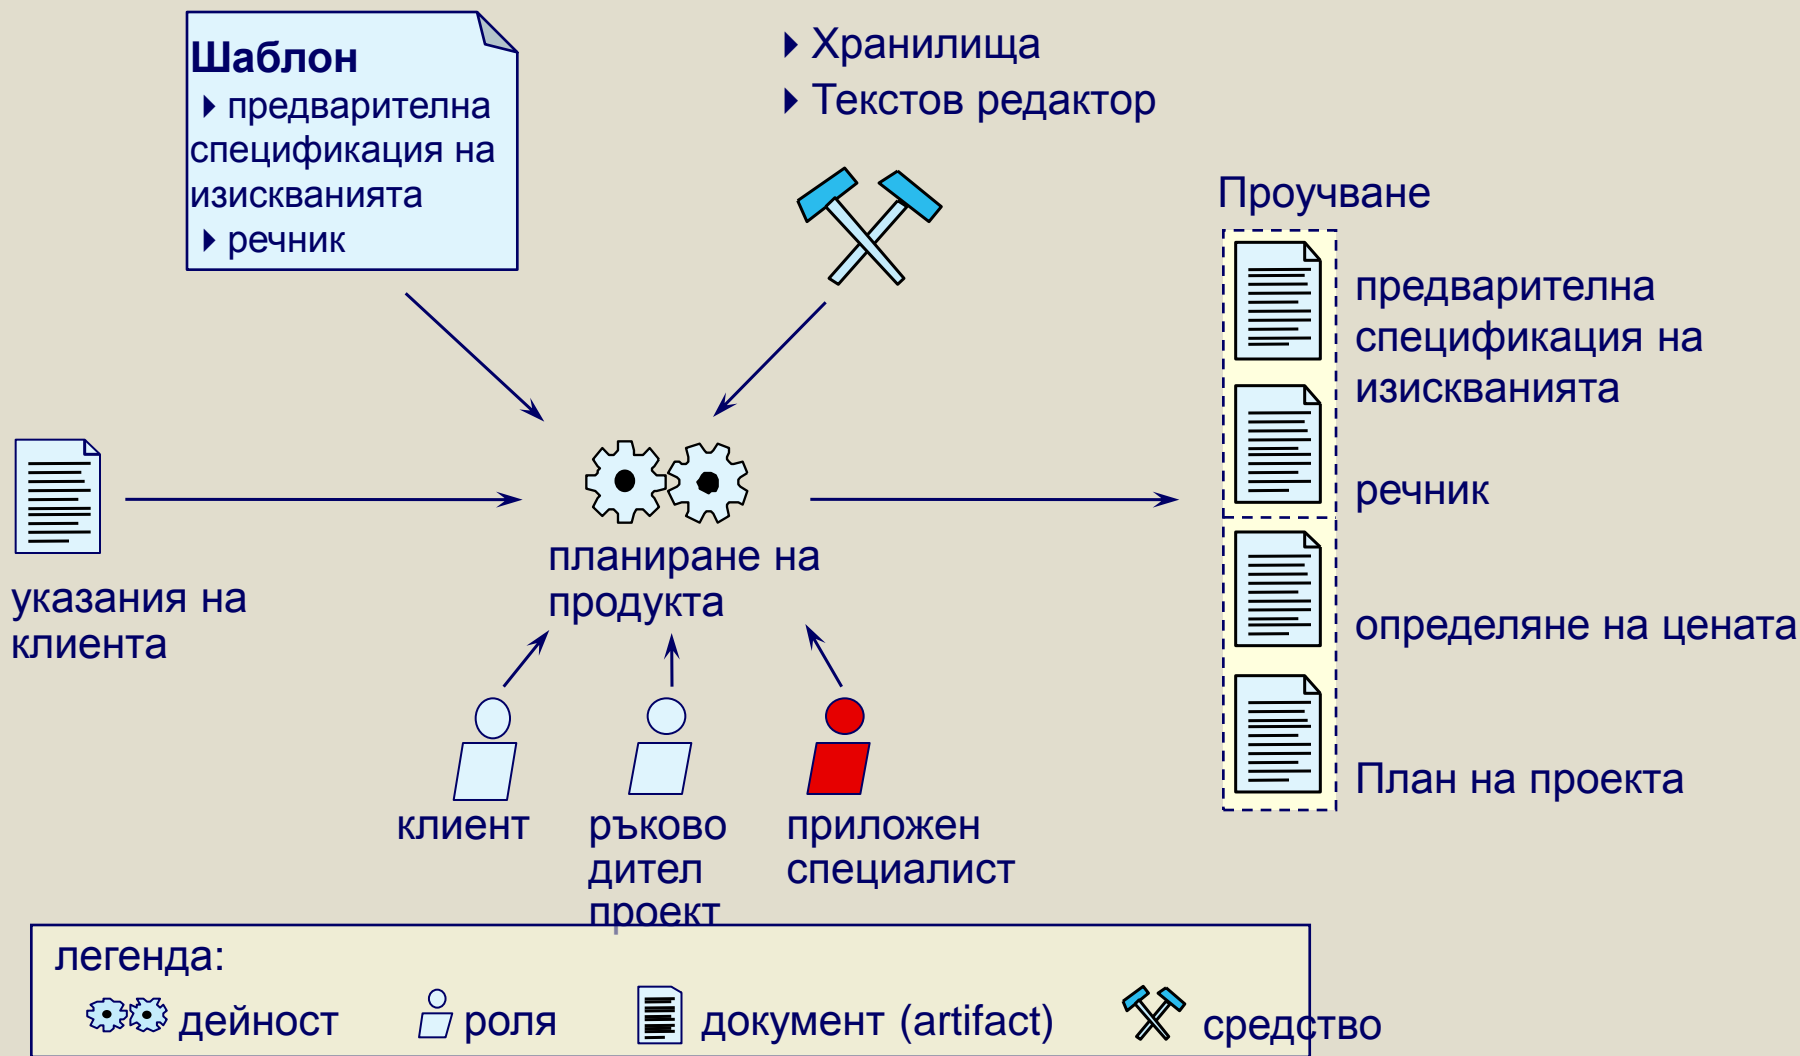 Шаблон
предварителна
спецификация на
изискванията
речник
Хранилища
Текстов редактор
Проучване
предварителна
спецификация на
изискванията
речник
определяне на цената
План на проекта
указания на
клиента
планиране на
продукта
клиент
ръково
дител
проект
приложен
специалист
легенда:
дейност
роля
документ (artifact)
средство